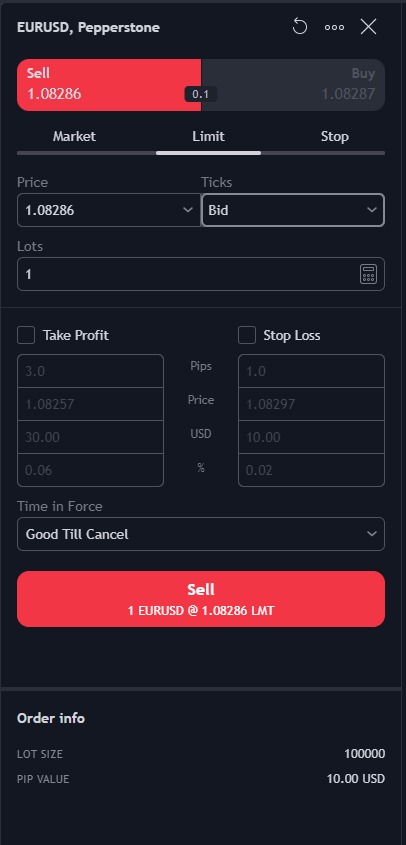 EURUSD, Pepperstone
Sell Buy
1.08286 0.1 1.08287
Market Limit Stop
Price Ticks
1.08286 Bid
Lots
1
Take Profit Stop Loss
3.0 Pips 1.0
1.08257 Price 1.08297
30.00 USD 10.00
0.06 % 0.02
Time in Force
Good Till Cancel
Sell
1 EURUSD @ 1.08286 LMT
Order info
LOT SIZE 100000
PIP VALUE 10.00 USD